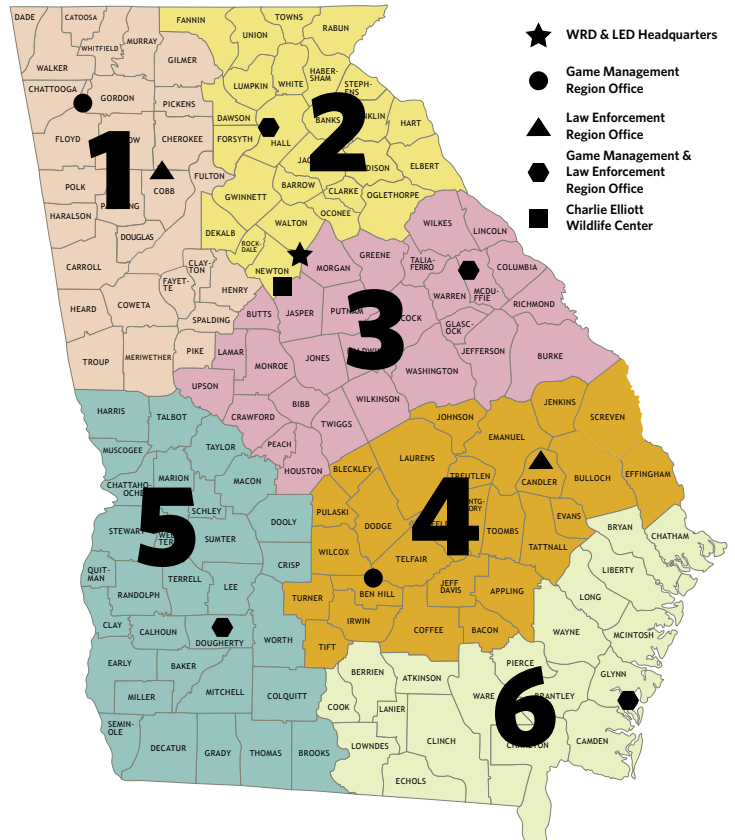 WRD & LED Headquarters
Game Management
Region Office
Law Enforcement
Region Office
Game Management &
Law Enforcement
Region Office
Charlie Elliott
Wildlife Center
DADE
CATOOSA
WHITFIELD
MURRAY
WALKER
GILMER
CHATTOOGA
GORDON
PICKENS
FLOYD
CHEROKEE
1
FULTON
POLK
COBB
HARALSON
DOUGLAS
CARROLL
CLAY-
TON
FAYET-
TE
HENRY
HEARD
COWETA
SPALDING
TROUP
MERIWETHER
PIKE
FANNIN
TOWNS
UNION
RABUN
HABER-
SHAM
LUMPKIN
WHITE
STEPH-
ENS
DAWSON
BANKS
HART
FORSYTH
HALL
2
ELBERT
BARROW
CLARKE
GWINNETT
OGLETHORPE
OCONEE
WALTON
DEKALB
ROCK-
DALE
NEWTON
WILKES
LINCOLN
GREENE
MORGAN
TALIA-
FERRO
COLUMBIA
WARREN
MCDU-
FFIE
RICHMOND
BUTTS
JASPER
PUTNAM
3
GLASC-
OCK
JEFFERSON
BURKE
LAMAR
MONROE
JONES
WASHINGTON
UPSON
BIBB
WILKINSON
CRAWFORD
TWIGGS
PEACH
HOUSTON
JENKINS
SCREVEN
JOHNSON
EMANUEL
LAURENS
BLECKLEY
TREUTLEN
CANDLER
BULLOCH
EFFINGHAM
PULASKI
4
DODGE
TOOMBS
EVANS
TATTNALL
WILCOX
TELFAIR
JEFF
DAVIS
APPLING
BEN HILL
TURNER
IRWIN
COFFEE
BACON
TIFT
HARRIS
TALBOT
TAYLOR
MUSCOGEE
MARION
MACON
CHATTAHO-
OCHE
SCHLEY
DOOLY
5
STEWART
SUMTER
CRISP
QUIT-
MAN
TERRELL
LEE
RANDOLPH
CLAY
CALHOUN
DOUGHERTY
WORTH
EARLY
BAKER
MILLER
MITCHELL
COLQUITT
SEMIN-
OLE
DECATUR
GRADY
THOMAS
BROOKS
BRYAN
CHATHAM
LIBERTY
LONG
WAYNE
MCINTOSH
PIERCE
GLYNN
BERRIEN
ATKINSON
WARE
BRANTLEY
6
COOK
LANIER
LOWNDES
CLINCH
CHARLTON
CAMDEN
ECHOLS